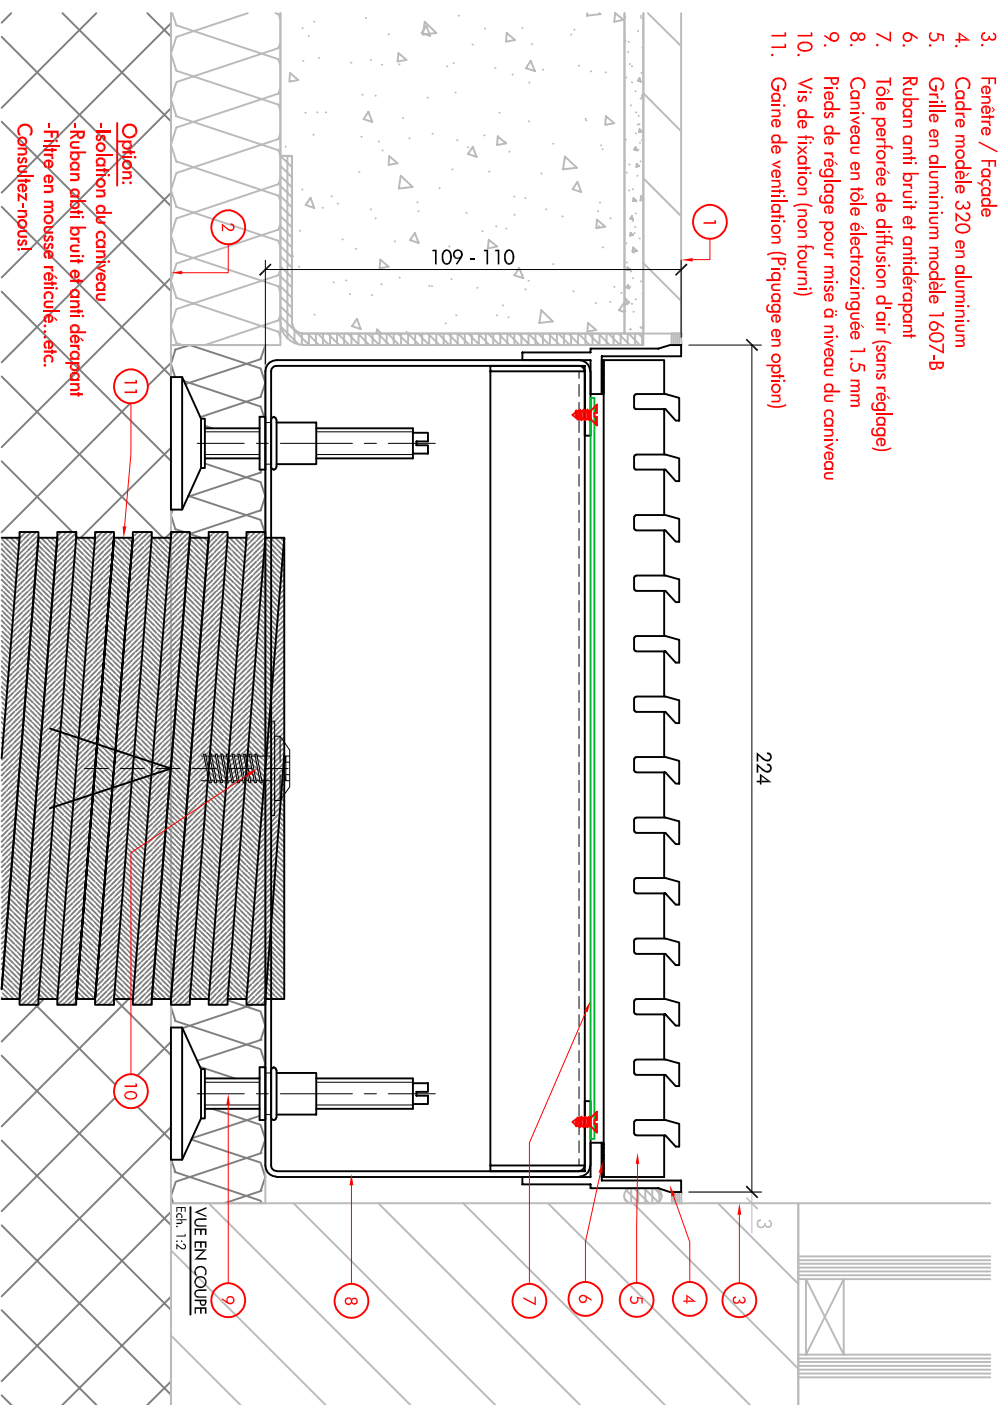 3. Fenêtre / Façade
4. Cadre modèle 320 en aluminium
5. Grille en aluminium modèle 1607-B
6. Ruban anti bruit et antidérapant
7. Tôle perforée de diffusion d'air (sans réglage)
8. Caniveau en tôle électrozinguée 1.5 mm
9. Pieds de réglage pour mise à niveau du caniveau
10. Vis de fixation (non fourni)
11. Gaine de ventilation (Piquage en option)
224
3
109 - 110
1
2
3
4
5
6
7
8
9
10
11
Option:
-Isolation du caniveau
-Ruban abti bruit et anti dérapant
-Filtre en mousse réticulé...etc.
Consultez-nous!
VUE EN COUPE
Ech. 1:2